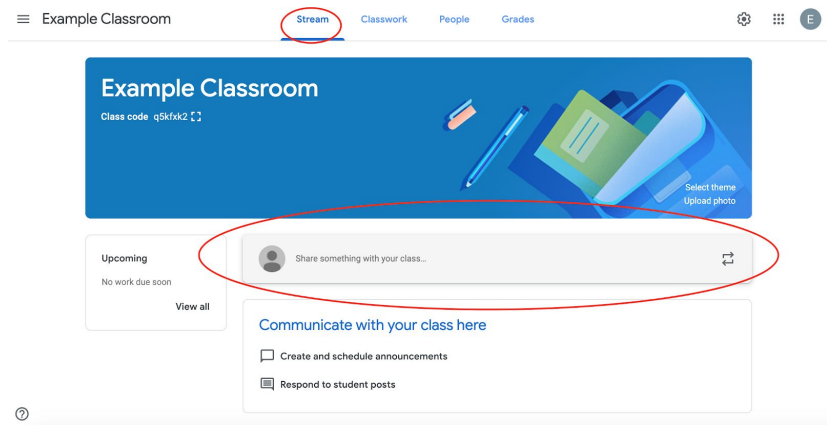 Example Classroom
Stream
Classwork
People
Grades
E
Example Classroom
Class code q5kfxk2
Select theme
Upload photo
Upcoming
No work due soon
View all
Share something with your class...
Communicate with your class here
Create and schedule announcements
Respond to student posts
?